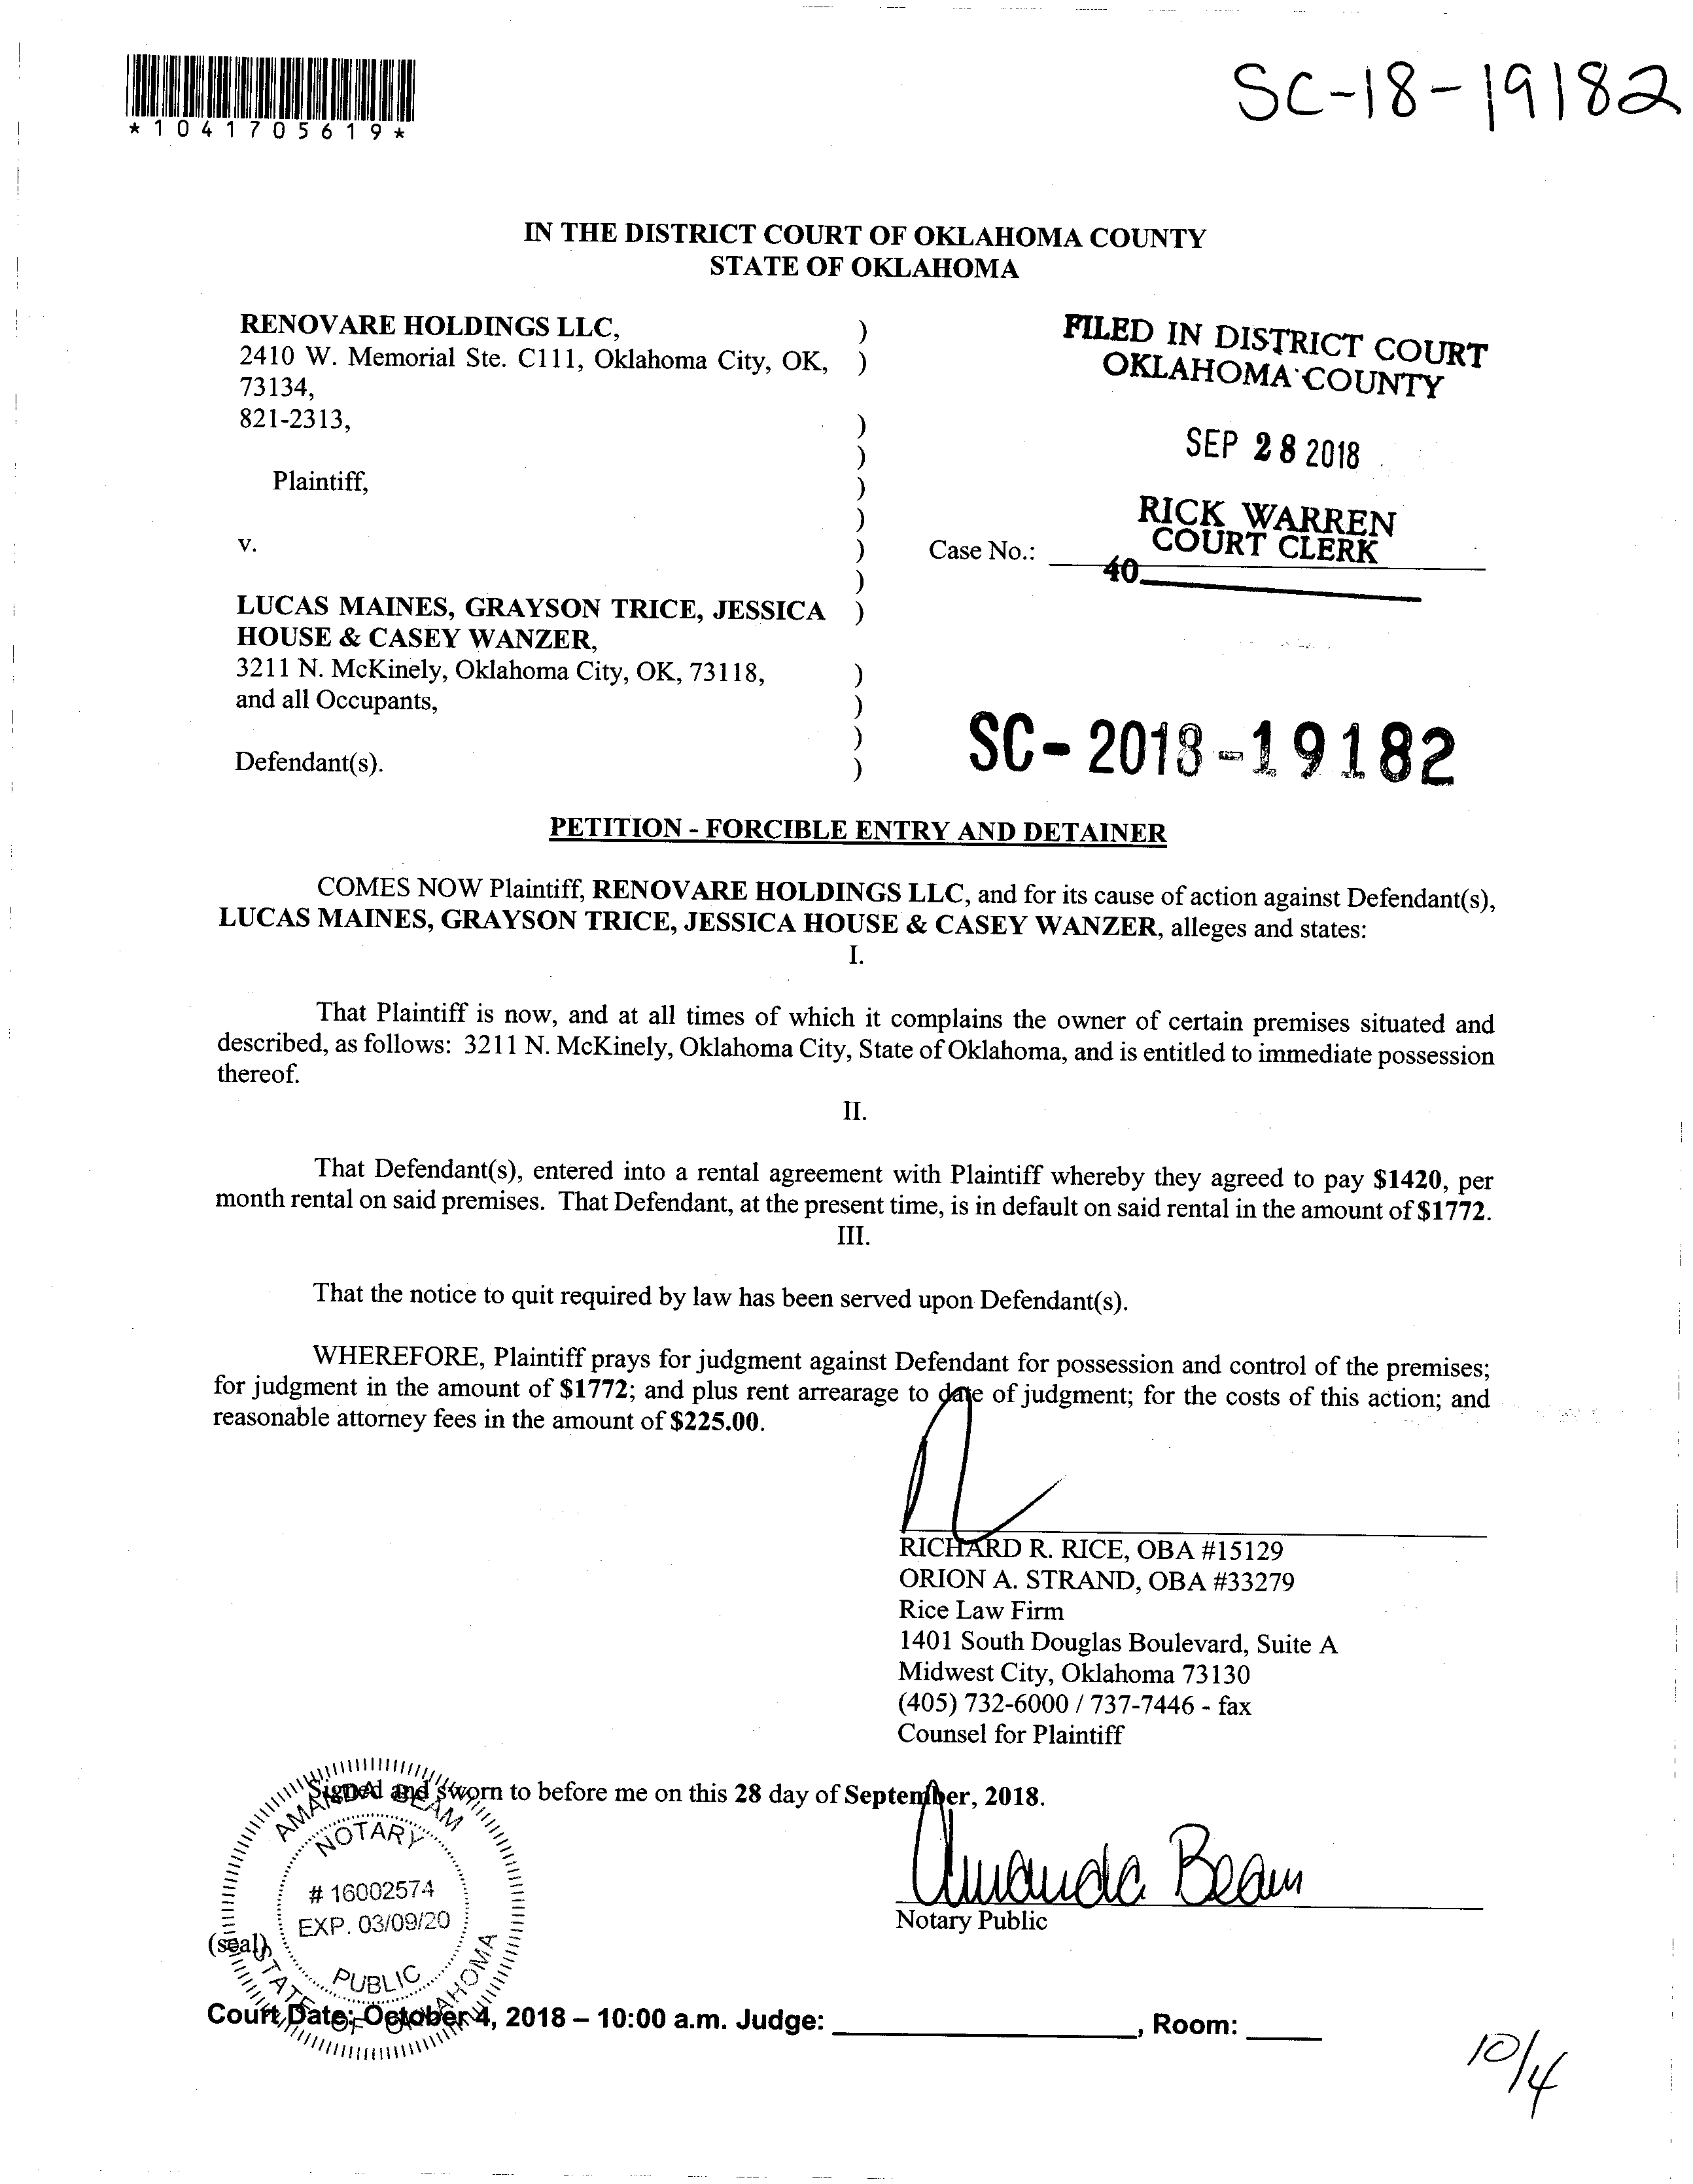 SC-18-19182
*1041705619*
IN THE DISTRICT COURT OF OKLAHOMA COUNTY
STATE OF OKLAHOMA
RENOVARE HOLDINGS LLC, )
2410 W. Memorial Ste. C111, Oklahoma City, OK, )
73134,
821-2313, )
)
Plaintiff, )
)
v. )
)
LUCAS MAINES, GRAYSON TRICE, JESSICA )
HOUSE & CASEY WANZER,
3211 N. McKinely, Oklahoma City, OK, 73118, )
and all Occupants, )
)
Defendant(s). )
FILED IN DISTRICT COURT
OKLAHOMA COUNTY
SEP 28 2018
RICK WARREN
COURT CLERK
Case No.:
40
SC-2018-19182
PETITION - FORCIBLE ENTRY AND DETAINER
COMES NOW Plaintiff, RENOVARE HOLDINGS LLC, and for its cause of action against Defendant(s),
LUCAS MAINES, GRAYSON TRICE, JESSICA HOUSE & CASEY WANZER, alleges and states:
I.
That Plaintiff is now, and at all times of which it complains the owner of certain premises situated and
described, as follows: 3211 N. McKinely, Oklahoma City, State of Oklahoma, and is entitled to immediate possession
thereof.
II.
That Defendant(s), entered into a rental agreement with Plaintiff whereby they agreed to pay $1420, per
month rental on said premises. That Defendant, at the present time, is in default on said rental in the amount of $1772.
III.
That the notice to quit required by law has been served upon Defendant(s).
WHEREFORE, Plaintiff prays for judgment against Defendant for possession and control of the premises;
for judgment in the amount of $1772; and plus rent arrearage to date of judgment; for the costs of this action; and
reasonable attorney fees in the amount of $225.00.
RICHARD R. RICE, OBA #15129
ORION A. STRAND, OBA #33279
Rice Law Firm
1401 South Douglas Boulevard, Suite A
Midwest City, Oklahoma 73130
(405) 732-6000 / 737-7446 - fax
Counsel for Plaintiff
Signed and sworn to before me on this 28 day of September, 2018.
Amanda Beam
Notary Public
AMANDA BEAM
NOTARY
# 16002574
EXP. 03/09/20
PUBLIC
STATE OF OKLAHOMA
(seal)
Court Date: October 4, 2018 – 10:00 a.m. Judge: , Room:
10/4